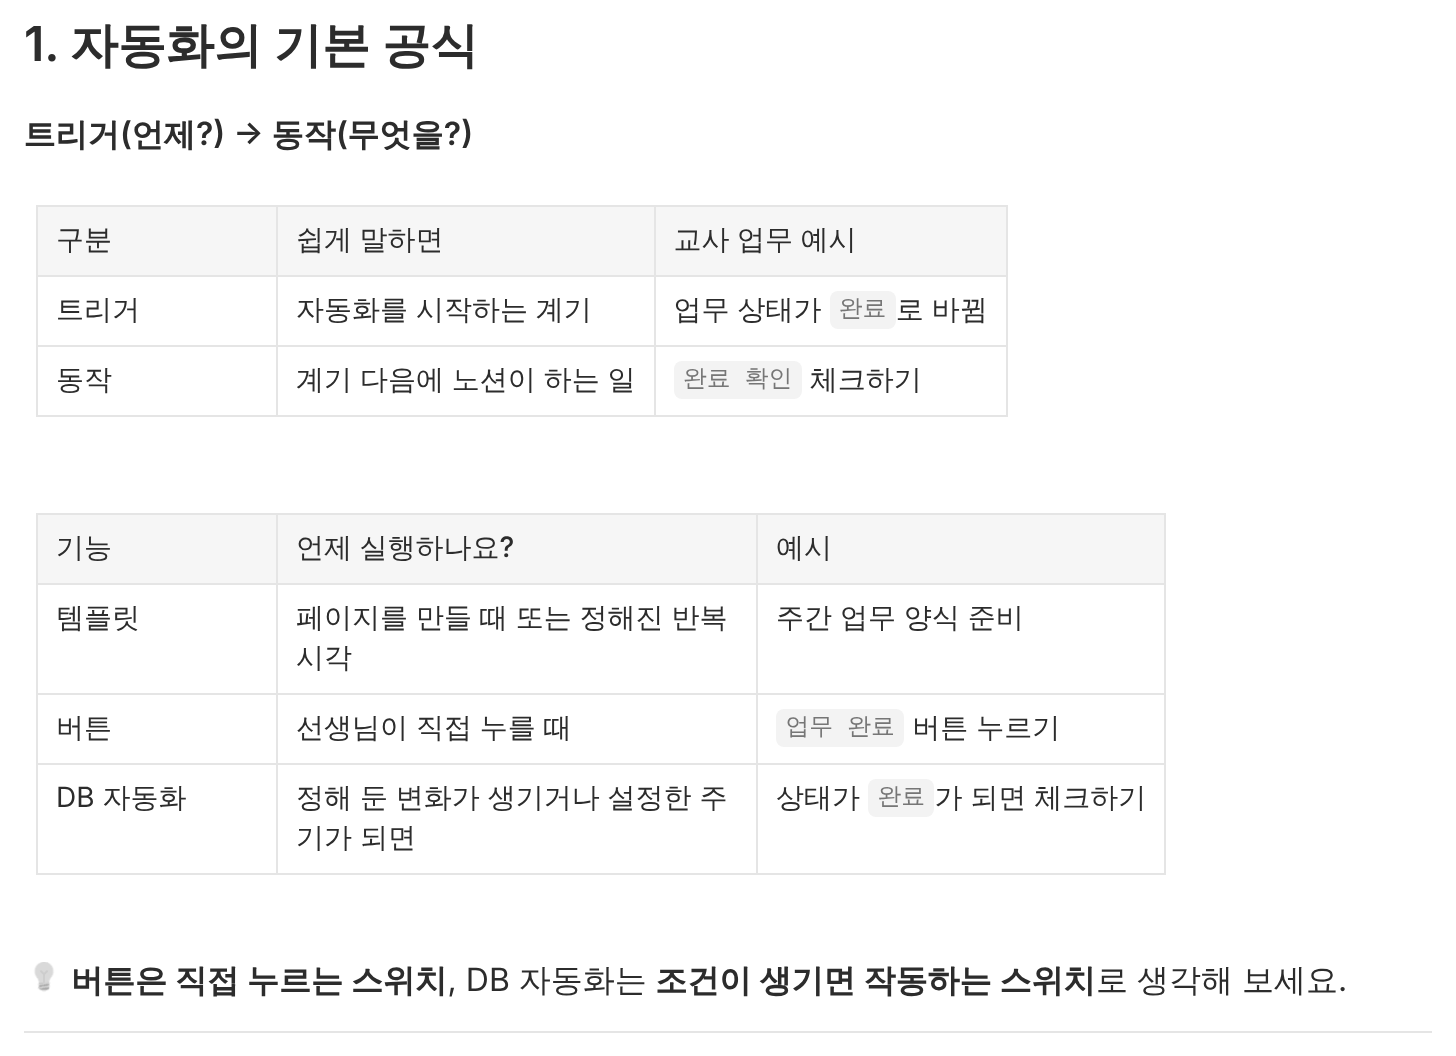 1. 자동화의 기본 공식
트리거(언제?) → 동작(무엇을?)
구분 쉽게 말하면 교사 업무 예시
트리거 자동화를 시작하는 계기 업무 상태가 완료로 바뀜
동작 계기 다음에 노션이 하는 일 완료 확인 체크하기
기능 언제 실행하나요? 예시
템플릿 페이지를 만들 때 또는 정해진 반복 주간 업무 양식 준비
시각
버튼 선생님이 직접 누를 때 업무 완료 버튼 누르기
DB 자동화 정해 둔 변화가 생기거나 설정한 주 상태가 완료가 되면 체크하기
기가 되면
💡 버튼은 직접 누르는 스위치, DB 자동화는 조건이 생기면 작동하는 스위치로 생각해 보세요.